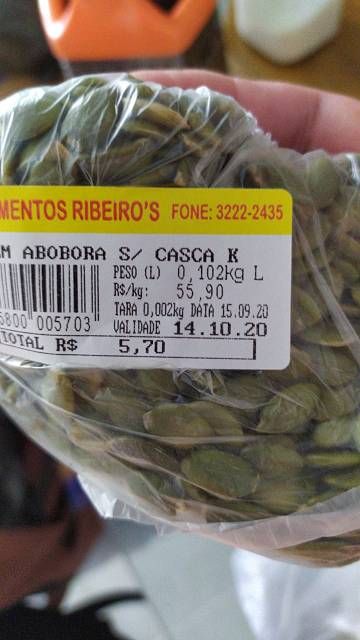 MENTOS RIBEIRO'S FONE: 3222-2435
M ABOBORA S/ CASCA K
PESO (L) 0,102kg L
R$/kg: 55,90
TARA 0,002kg DATA 15.09.20
6800 005703 VALIDADE 14.10.20
TOTAL R$ 5,70